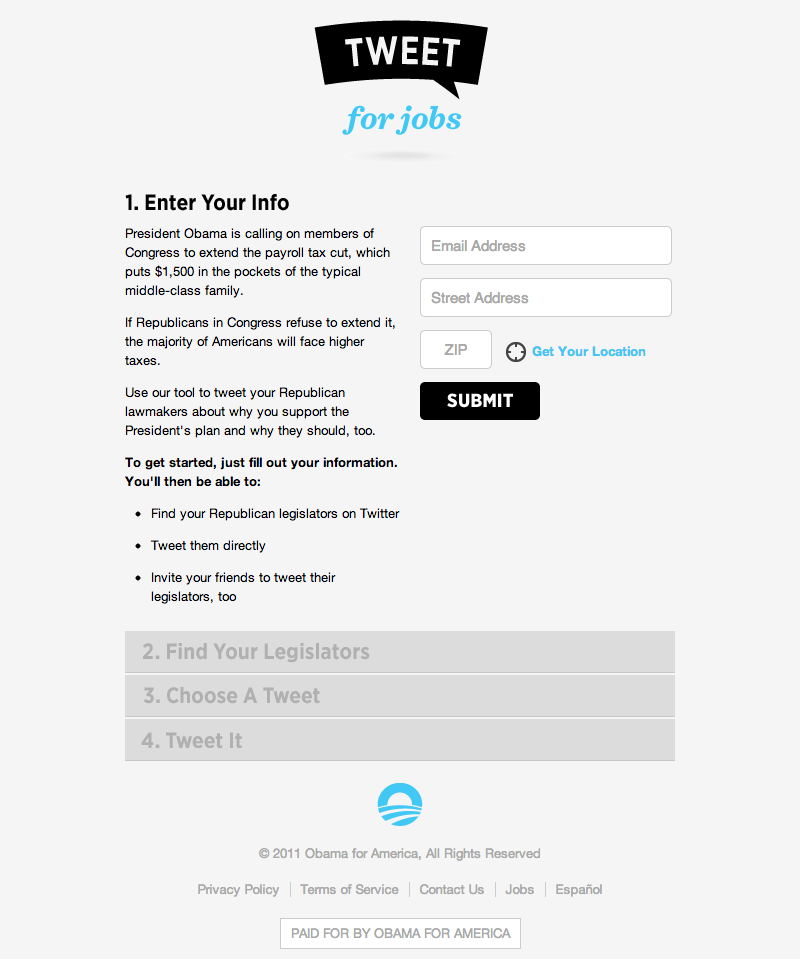 TWEET
for jobs
1. Enter Your Info
President Obama is calling on members of
Congress to extend the payroll tax cut, which
puts $1,500 in the pockets of the typical
middle-class family.
If Republicans in Congress refuse to extend it,
the majority of Americans will face higher
taxes.
Use our tool to tweet your Republican
lawmakers about why you support the
President's plan and why they should, too.
To get started, just fill out your information.
You'll then be able to:
• Find your Republican legislators on Twitter
• Tweet them directly
• Invite your friends to tweet their
legislators, too
Email Address
Street Address
ZIP
Get Your Location
SUBMIT
2. Find Your Legislators
3. Choose A Tweet
4. Tweet It
© 2011 Obama for America, All Rights Reserved
Privacy Policy | Terms of Service | Contact Us | Jobs | Español
PAID FOR BY OBAMA FOR AMERICA